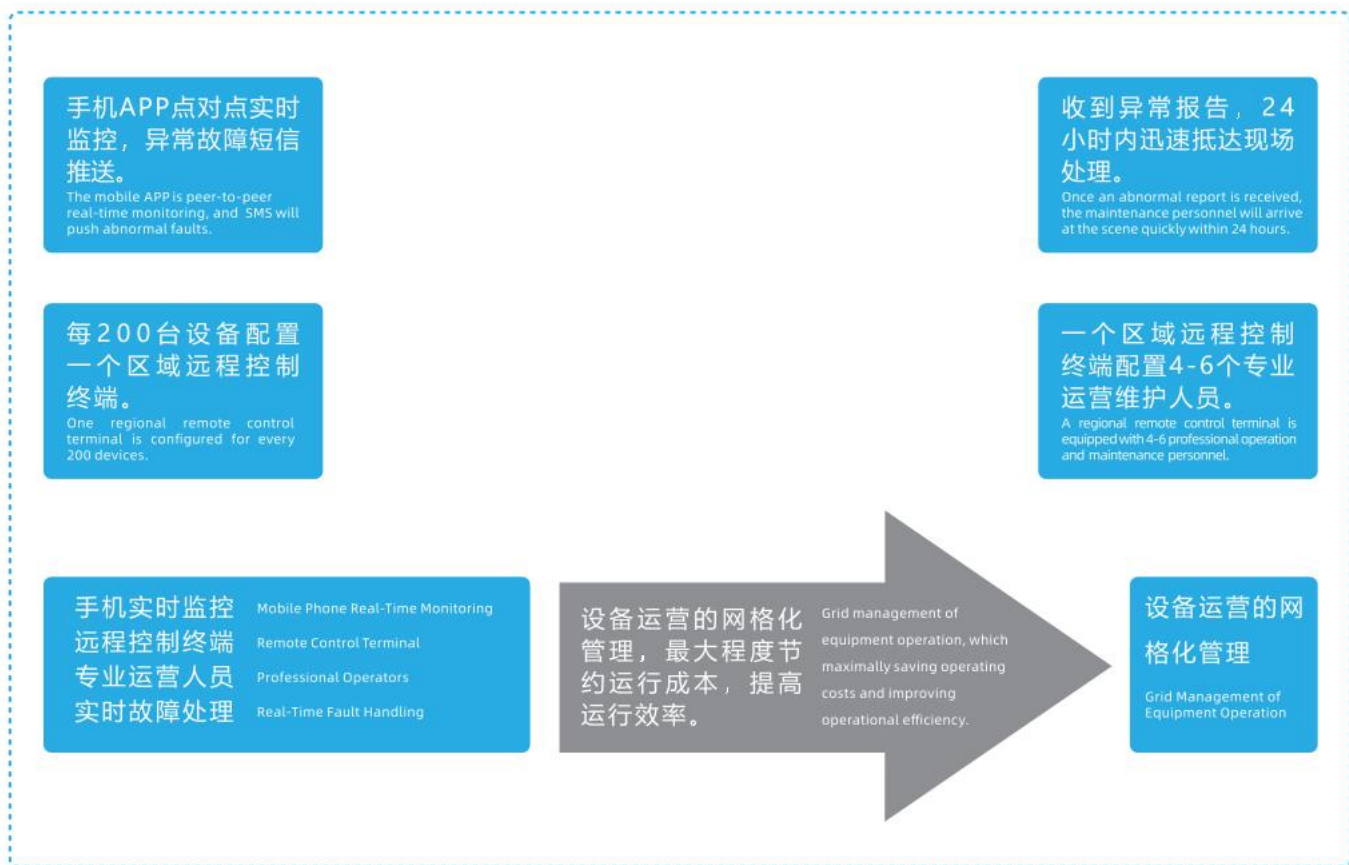 手机APP点对点实时
监控，异常故障短信
推送。
The mobile APP is peer-to-peer
real-time monitoring, and SMS will
push abnormal faults.
收到异常报告，24
小时内迅速抵达现场
处理。
Once an abnormal report is received,
the maintenance personnel will arrive
at the scene quickly within 24 hours.
每200台设备配置
一个区域远程控制
终端。
One regional remote control
terminal is configured for every
200 devices.
一个区域远程控制
终端配置4-6个专业
运营维护人员。
A regional remote control terminal is
equipped with 4-6 professional operation
and maintenance personnel.
手机实时监控 Mobile Phone Real-Time Monitoring
远程控制终端 Remote Control Terminal
专业运营人员 Professional Operators
实时故障处理 Real-Time Fault Handling
设备运营的网格化
管理，最大程度节
约运行成本，提高
运行效率。
Grid management of
equipment operation, which
maximally saving operating
costs and improving
operational efficiency.
设备运营的网
格化管理
Grid Management of
Equipment Operation